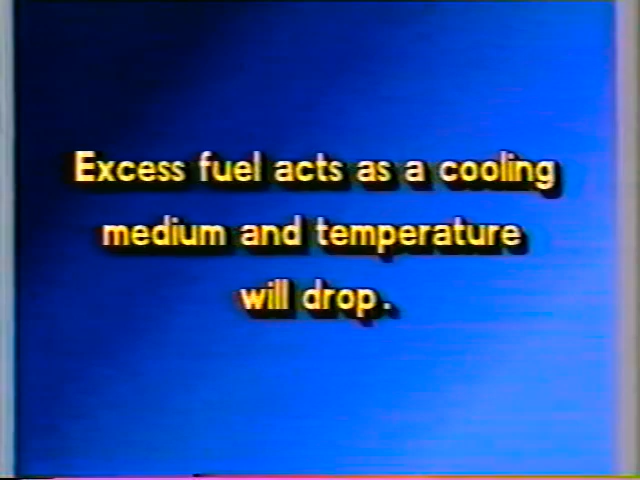 Excess fuel acts as a cooling
medium and temperature
will drop.